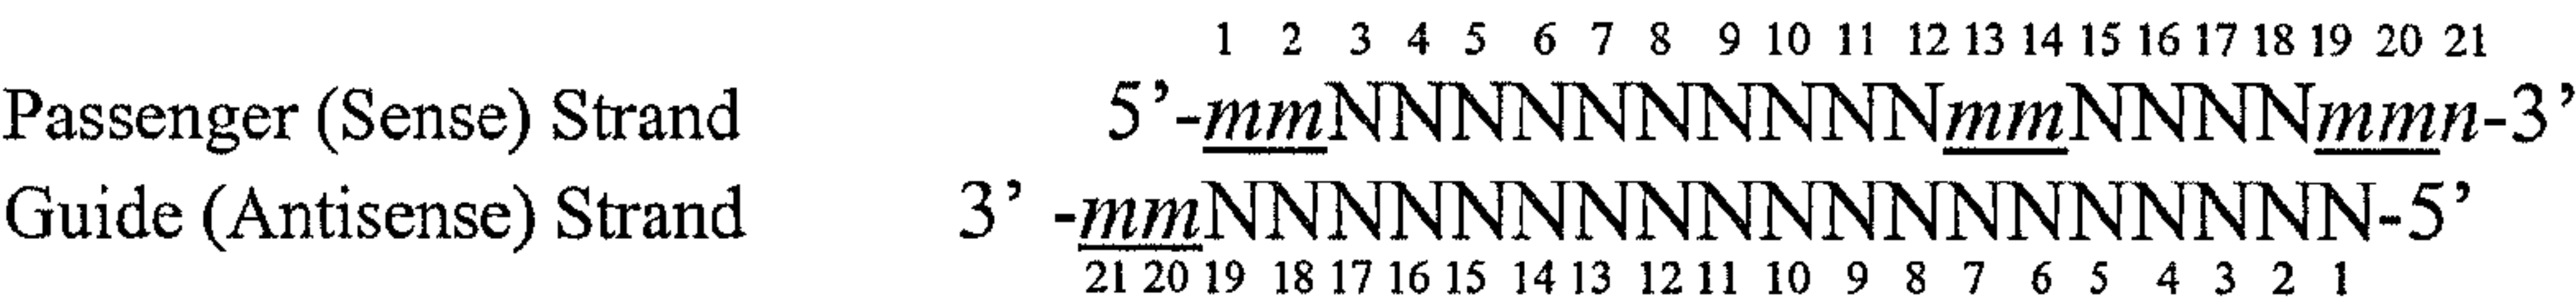 1 2 3 4 5 6 7 8 9 10 11 12 13 14 15 16 17 18 19 20 21
Passenger (Sense) Strand 5’-mmNNNNNNNNNNmmNNNNmmn-3’
Guide (Antisense) Strand 3’ -mmNNNNNNNNNNNNNNNNNNN-5’
21 20 19 18 17 16 15 14 13 12 11 10 9 8 7 6 5 4 3 2 1